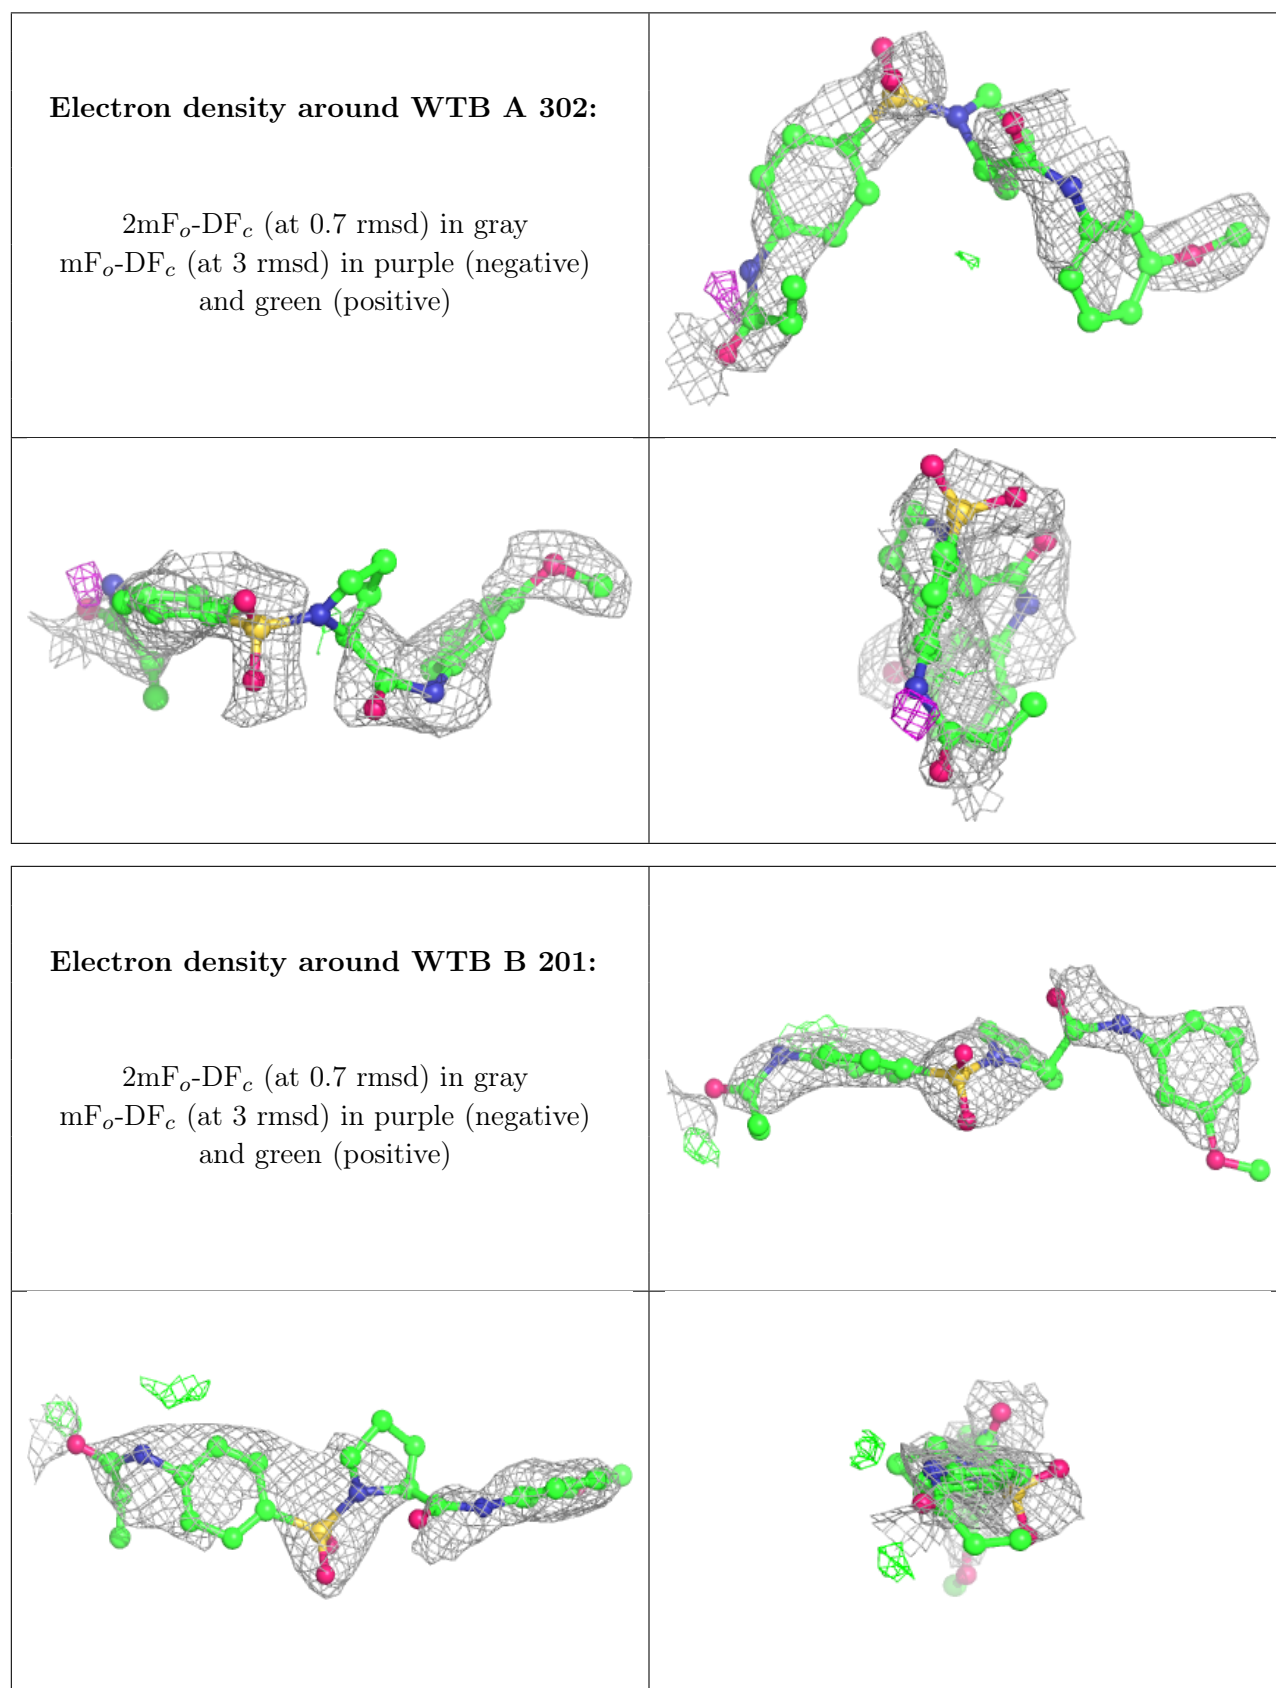 Electron density around WTB A 302:
2mFo-DFc (at 0.7 rmsd) in gray
mFo-DFc (at 3 rmsd) in purple (negative)
and green (positive)
Electron density around WTB B 201:
2mFo-DFc (at 0.7 rmsd) in gray
mFo-DFc (at 3 rmsd) in purple (negative)
and green (positive)